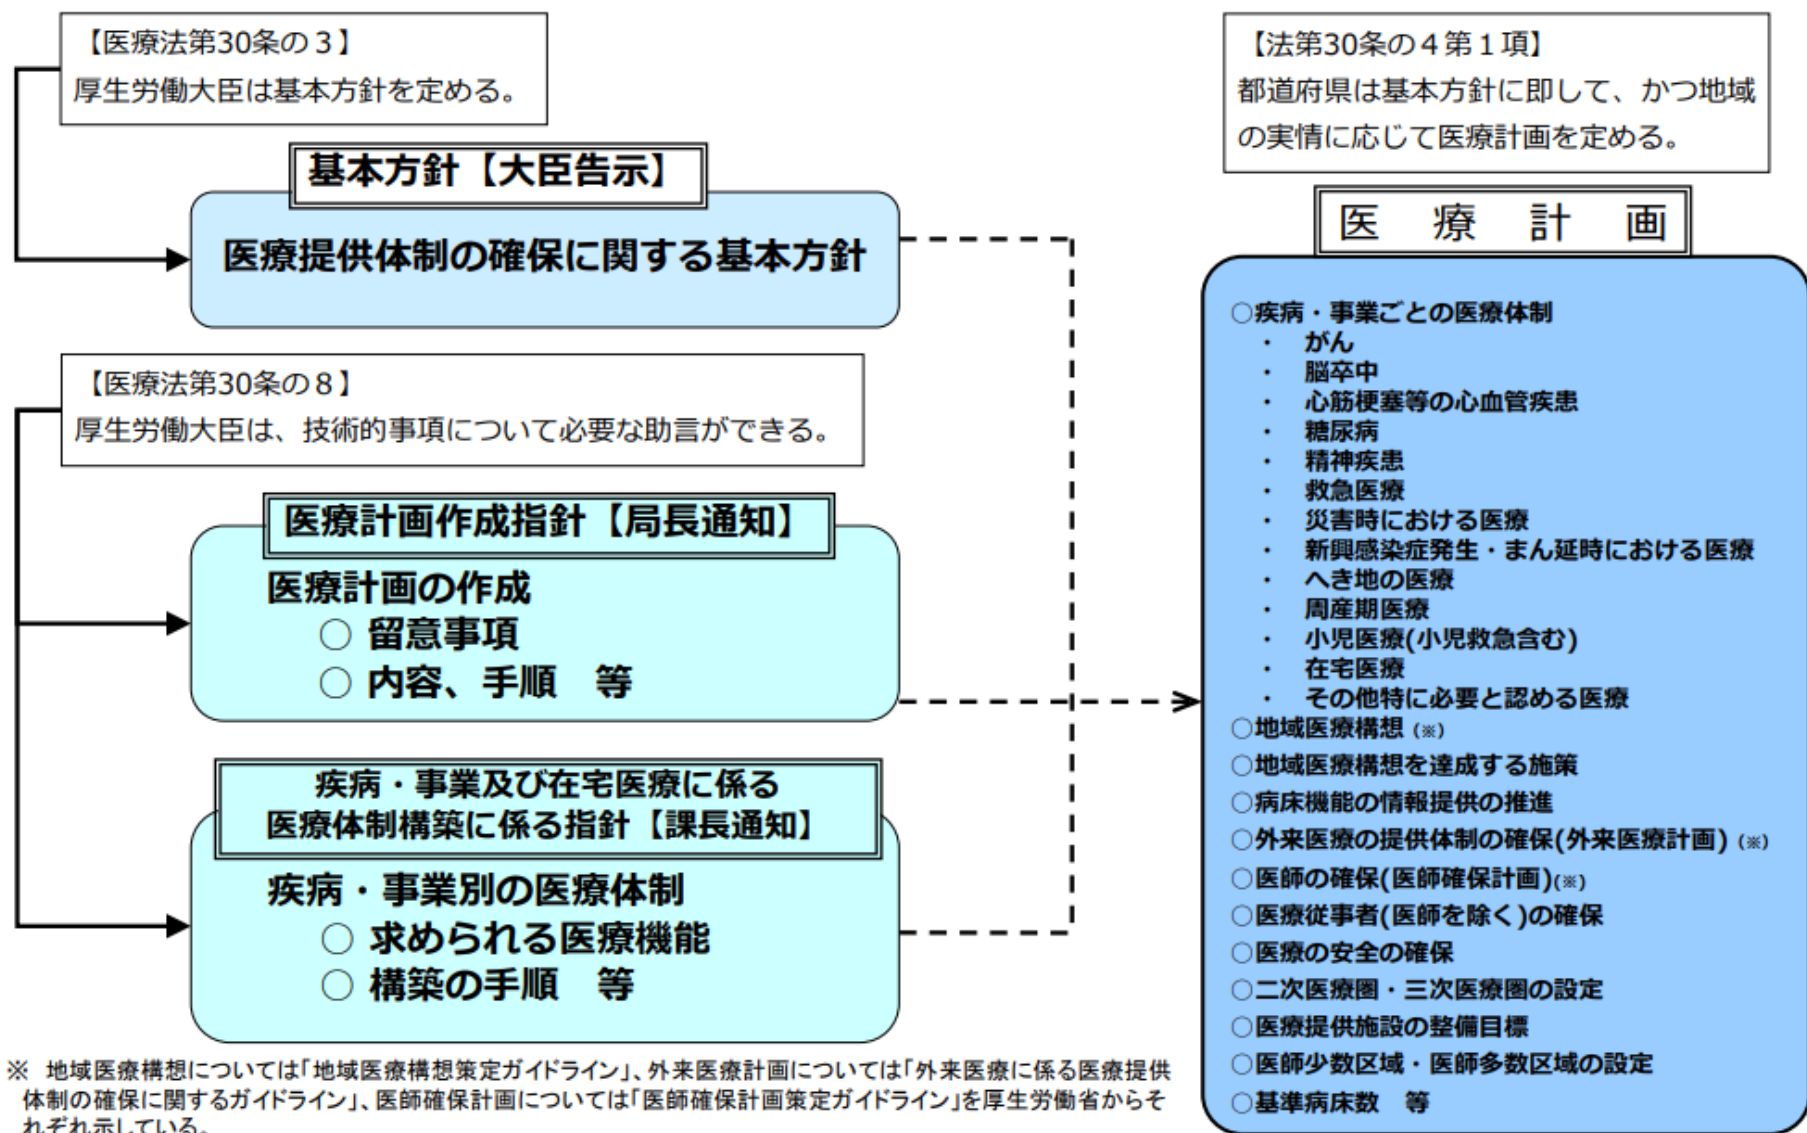 【医療法第30条の３】
厚生労働大臣は基本方針を定める。
基本方針【大臣告示】
医療提供体制の確保に関する基本方針
【医療法第30条の８】
厚生労働大臣は、技術的事項について必要な助言ができる。
医療計画作成指針【局長通知】
医療計画の作成
○ 留意事項
○ 内容、手順　等
疾病・事業及び在宅医療に係る
医療体制構築に係る指針【課長通知】
疾病・事業別の医療体制
○ 求められる医療機能
○ 構築の手順　等
※　地域医療構想については「地域医療構想策定ガイドライン」、外来医療計画については「外来医療に係る医療提供
体制の確保に関するガイドライン」、医師確保計画については「医師確保計画策定ガイドライン」を厚生労働省からそ
れぞれ示している。
【法第30条の４第１項】
都道府県は基本方針に即して、かつ地域
の実情に応じて医療計画を定める。
医　療　計　画
○疾病・事業ごとの医療体制
・　がん
・　脳卒中
・　心筋梗塞等の心血管疾患
・　糖尿病
・　精神疾患
・　救急医療
・　災害時における医療
・　新興感染症発生・まん延時における医療
・　へき地の医療
・　周産期医療
・　小児医療(小児救急含む)
・　在宅医療
・　その他特に必要と認める医療
○地域医療構想（※）
○地域医療構想を達成する施策
○病床機能の情報提供の推進
○外来医療の提供体制の確保(外来医療計画)（※）
○医師の確保(医師確保計画)(※)
○医療従事者(医師を除く)の確保
○医療の安全の確保
○二次医療圏・三次医療圏の設定
○医療提供施設の整備目標
○医師少数区域・医師多数区域の設定
○基準病床数　等